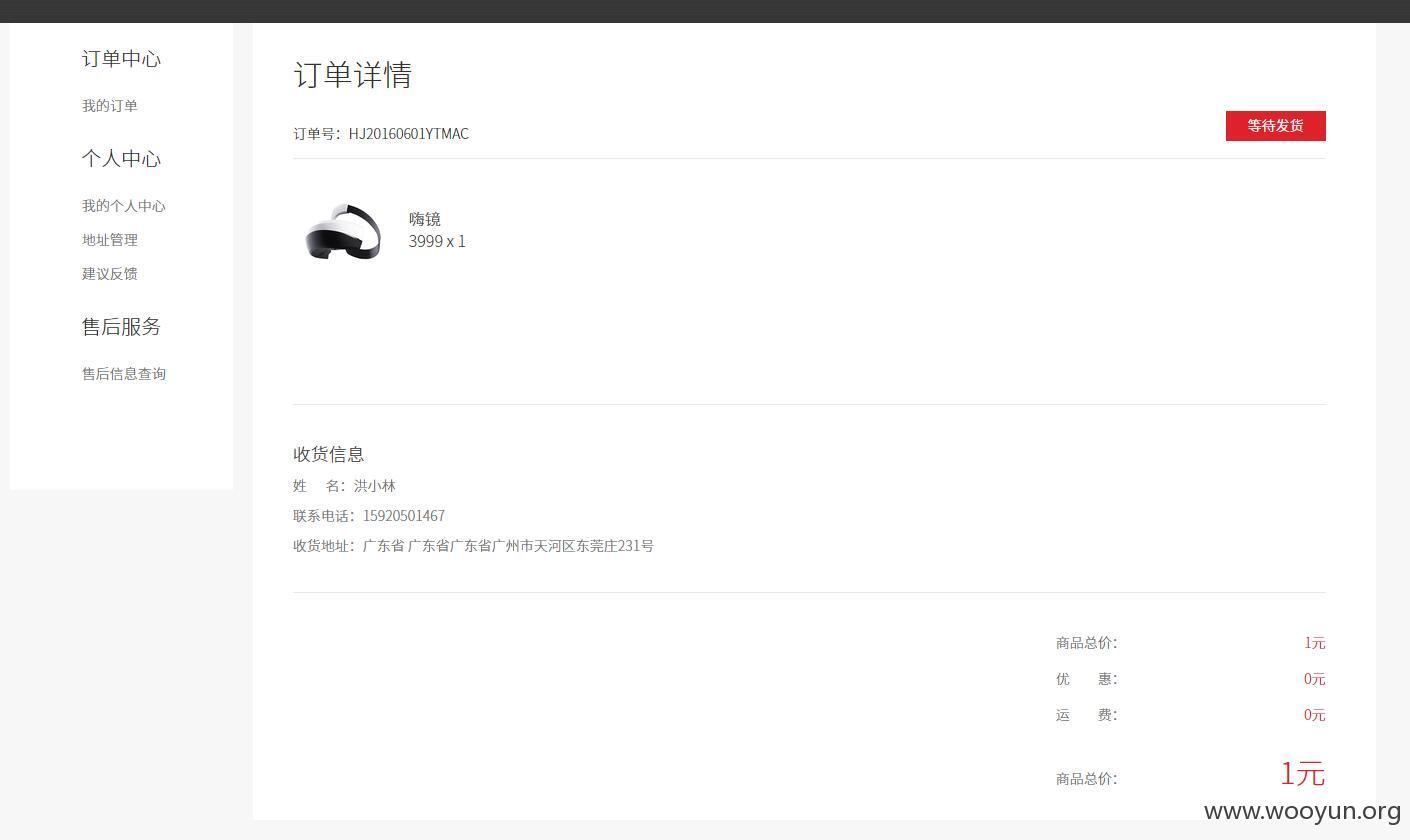 订单中心
我的订单
个人中心
我的个人中心
地址管理
建议反馈
售后服务
售后信息查询
订单详情
订单号：HJ20160601YTMAC
等待发货
嗨镜
3999 x 1
收货信息
姓 名：洪小林
联系电话：15920501467
收货地址：广东省 广东省广东省广州市天河区东莞庄231号
商品总价： 1元
优 惠： 0元
运 费： 0元
商品总价： 1元
www.wooyun.org